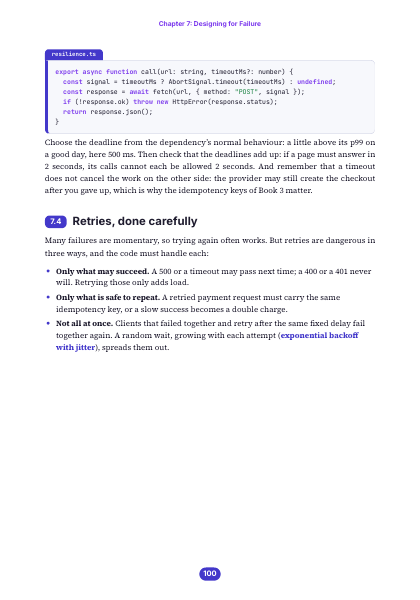 Chapter 7: Designing for Failure
resilience.ts
export async function call(url: string, timeoutMs?: number) {
const signal = timeoutMs ? AbortSignal.timeout(timeoutMs) : undefined;
const response = await fetch(url, { method: "POST", signal });
if (!response.ok) throw new HttpError(response.status);
return response.json();
}
Choose the deadline from the dependency's normal behaviour: a little above its p99 on
a good day, here 500 ms. Then check that the deadlines add up: if a page must answer in
2 seconds, its calls cannot each be allowed 2 seconds. And remember that a timeout
does not cancel the work on the other side: the provider may still create the checkout
after you gave up, which is why the idempotency keys of Book 3 matter.
7.4 Retries, done carefully
Many failures are momentary, so trying again often works. But retries are dangerous in
three ways, and the code must handle each:
• Only what may succeed. A 500 or a timeout may pass next time; a 400 or a 401 never
will. Retrying those only adds load.
• Only what is safe to repeat. A retried payment request must carry the same
idempotency key, or a slow success becomes a double charge.
• Not all at once. Clients that failed together and retry after the same fixed delay fail
together again. A random wait, growing with each attempt (exponential backoff
with jitter), spreads them out.
100